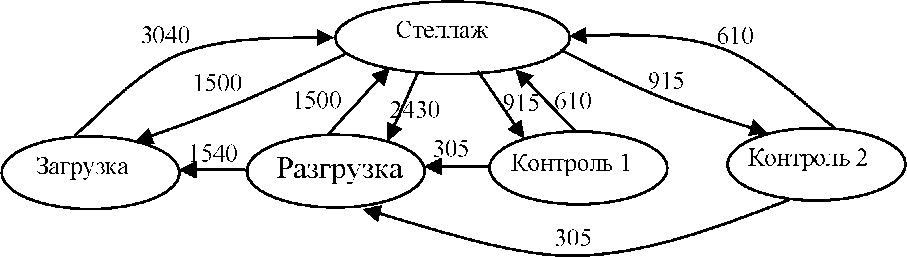 Стеллаж
3040
610
1500
1500
2430
915
610
915
Загрузка
1540
Разгрузка
305
Контроль 1
Контроль 2
305